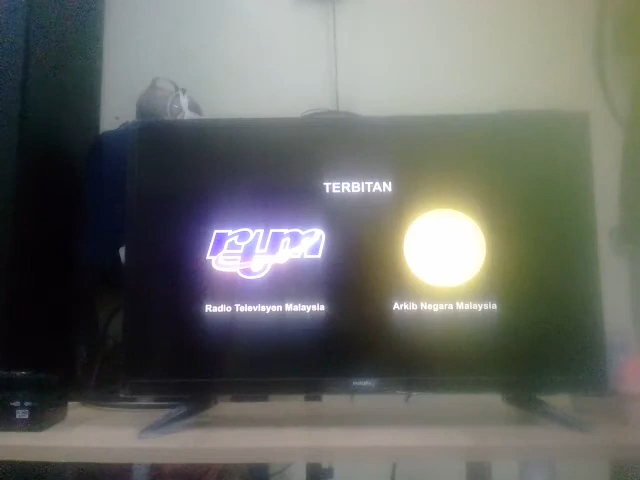 TERBITAN
rtm
Radio Televisyen Malaysia
Arkib Negara Malaysia